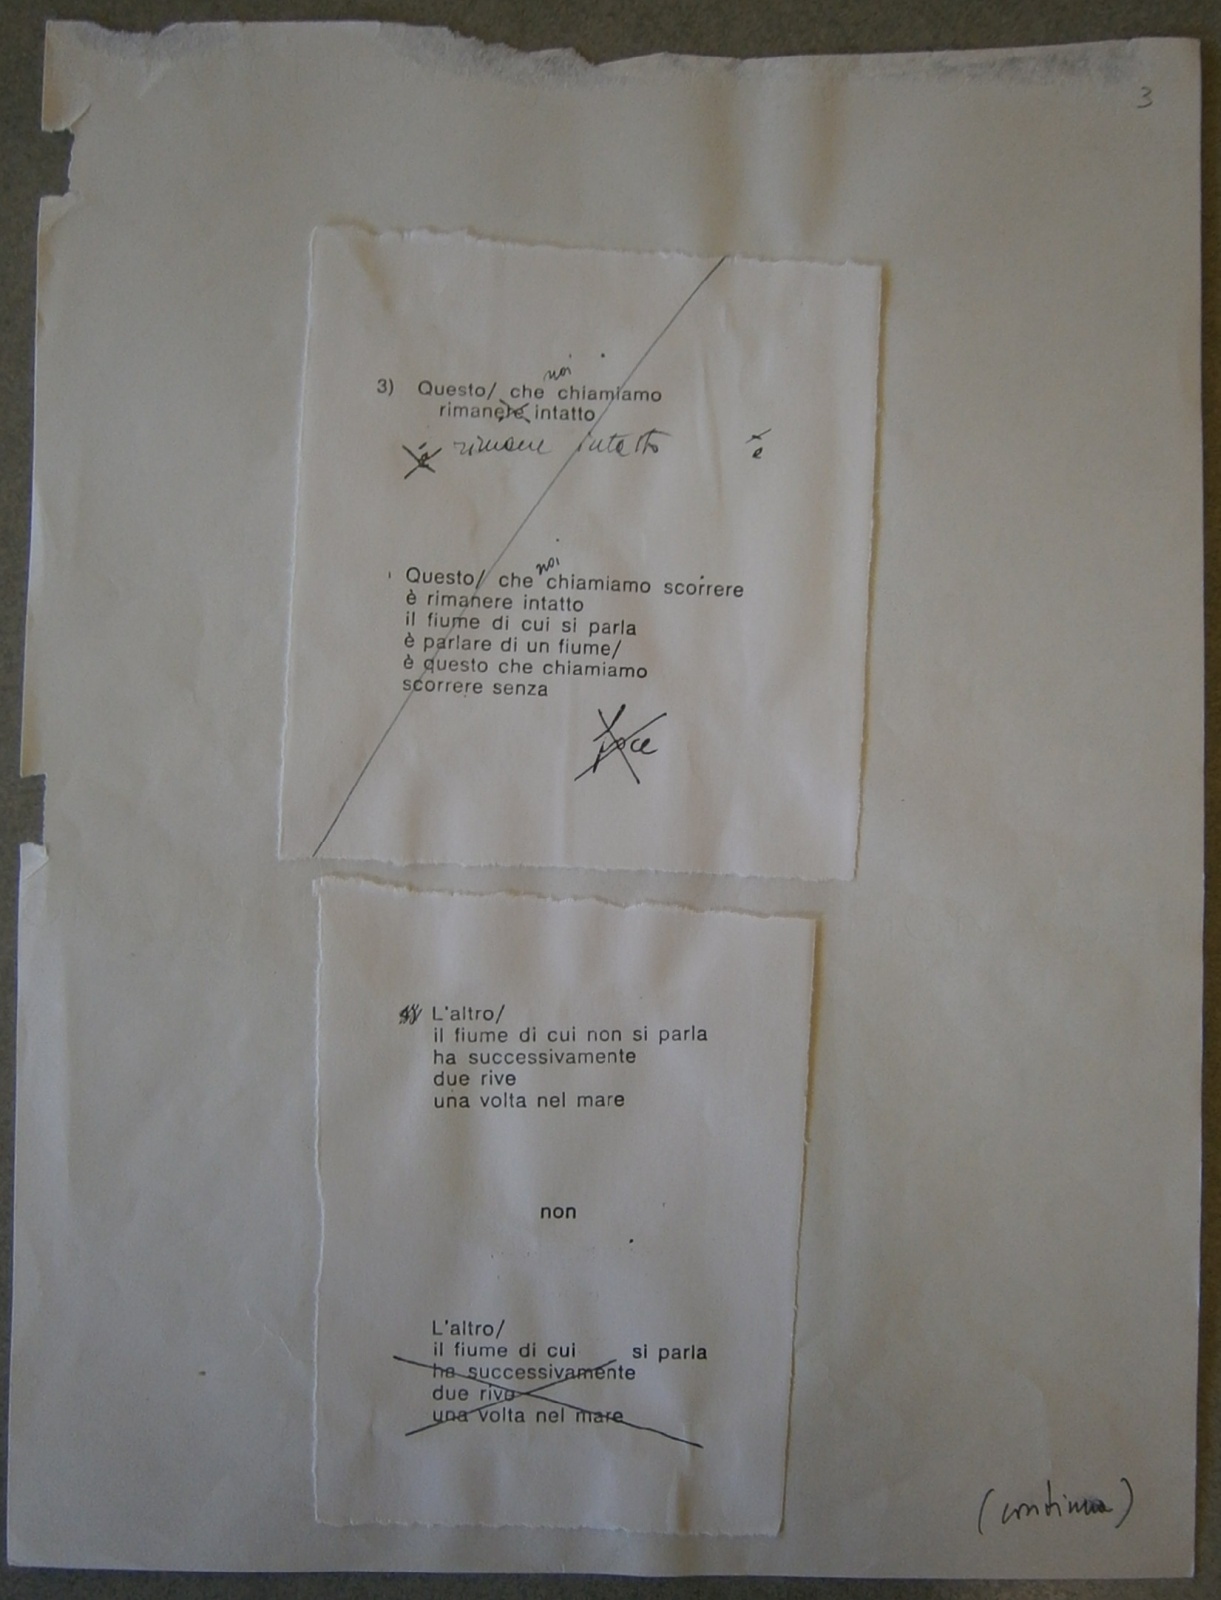 3
noi
3) Questo/ che chiamiamo
rimanere intatto
è rimane intatto è
noi
Questo/ che chiamiamo scorrere
è rimanere intatto
il fiume di cui si parla
è parlare di un fiume/
è questo che chiamiamo
scorrere senza
foce
L'altro/
il fiume di cui non si parla
ha successivamente
due rive
una volta nel mare
non
L'altro/
il fiume di cui si parla
ha successivamente
due rive
una volta nel mare
(continua)